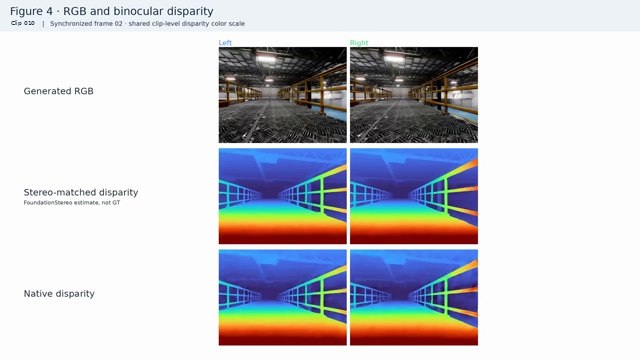 Figure 4 · RGB and binocular disparity
Clip 010 | Synchronized frame 02 · shared clip-level disparity color scale
Left Right
Generated RGB
Stereo-matched disparity
FoundationStereo estimate, not GT
Native disparity